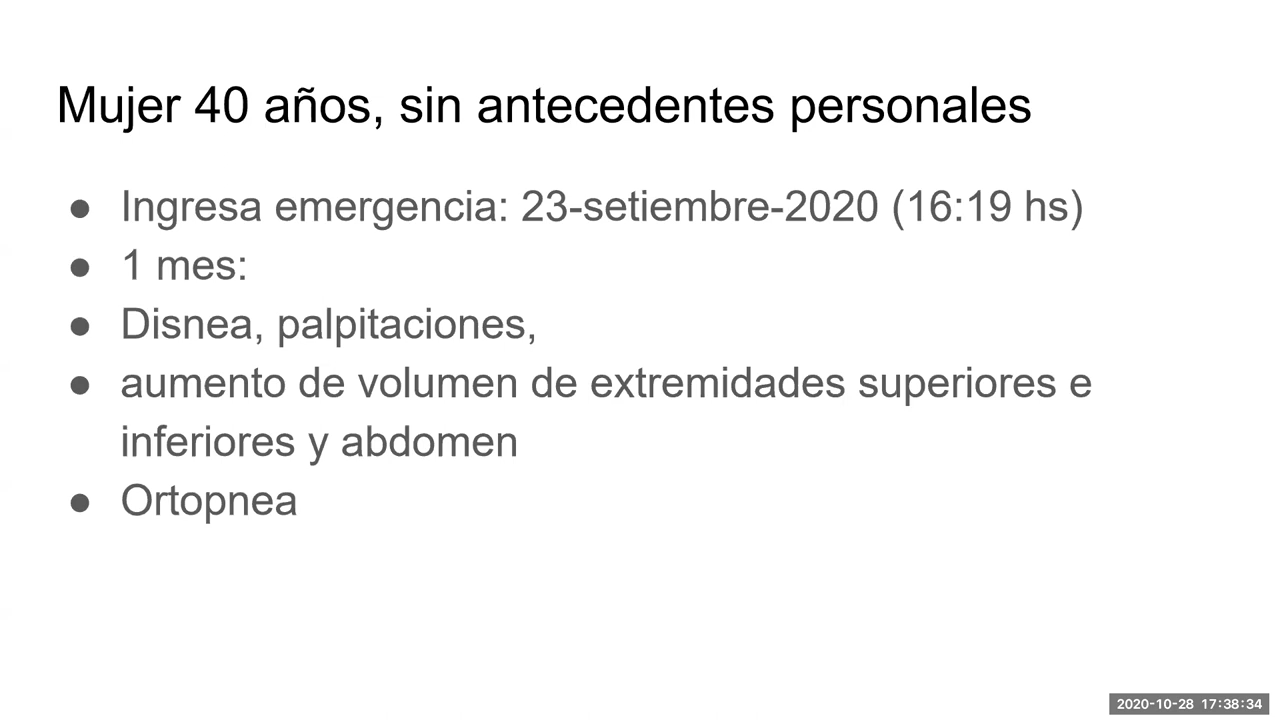 Mujer 40 años, sin antecedentes personales
● Ingresa emergencia: 23-setiembre-2020 (16:19 hs)
● 1 mes:
● Disnea, palpitaciones,
● aumento de volumen de extremidades superiores e
inferiores y abdomen
● Ortopnea
2020-10-28 17:38:34